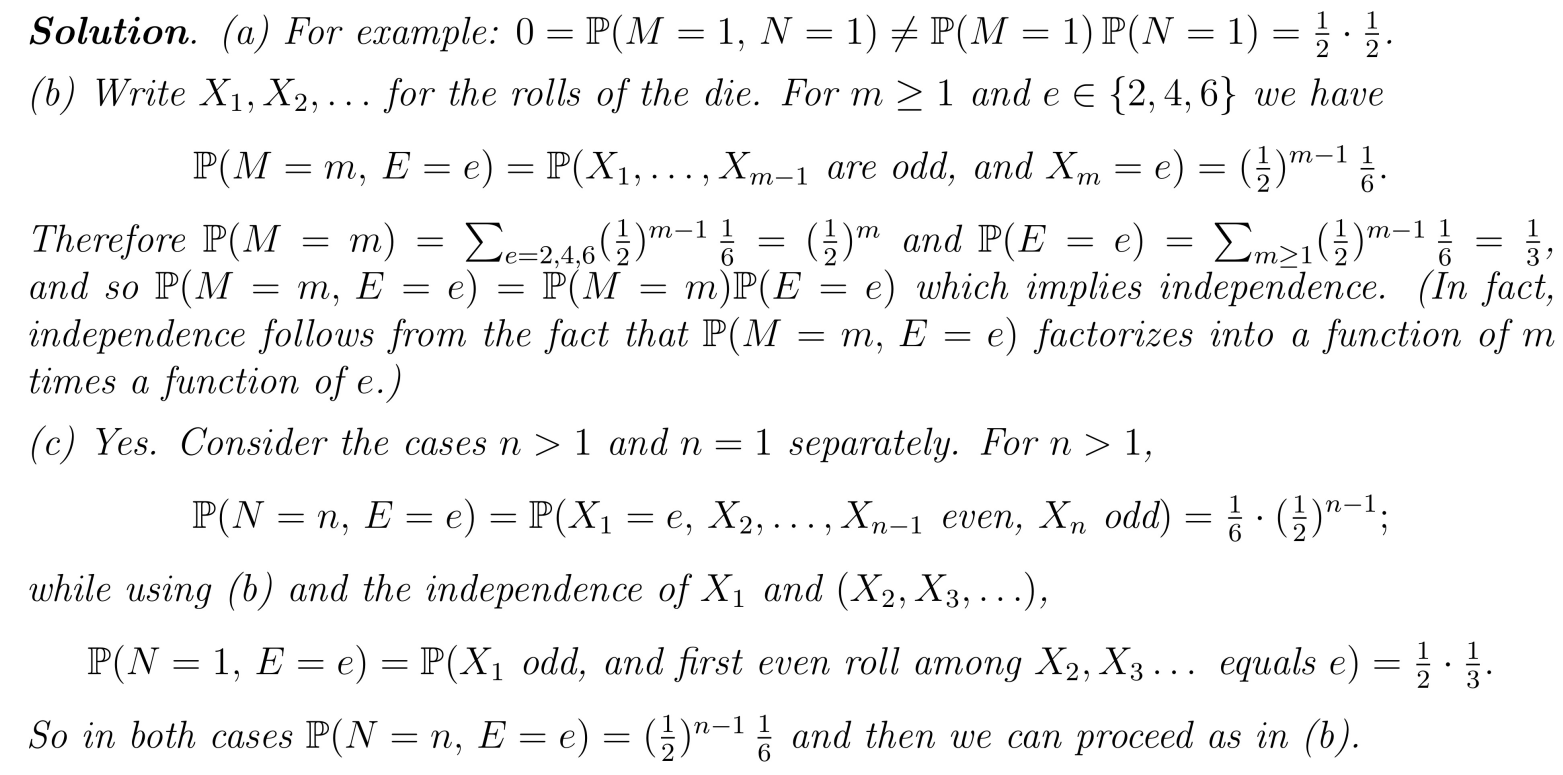 Solution. (a) For example: 0 = ℙ(M = 1, N = 1) ≠ ℙ(M = 1) ℙ(N = 1) = 1/2 · 1/2.
(b) Write X₁, X₂, . . . for the rolls of the die. For m ≥ 1 and e ∈ {2, 4, 6} we have
ℙ(M = m, E = e) = ℙ(X₁, . . . , Xₘ₋₁ are odd, and Xₘ = e) = (1/2)^{m−1} 1/6.
Therefore ℙ(M = m) = ∑_{e=2,4,6}(1/2)^{m−1} 1/6 = (1/2)^m and ℙ(E = e) = ∑_{m≥1}(1/2)^{m−1} 1/6 = 1/3,
and so ℙ(M = m, E = e) = ℙ(M = m)ℙ(E = e) which implies independence. (In fact,
independence follows from the fact that ℙ(M = m, E = e) factorizes into a function of m
times a function of e.)
(c) Yes. Consider the cases n > 1 and n = 1 separately. For n > 1,
ℙ(N = n, E = e) = ℙ(X₁ = e, X₂, . . . , Xₙ₋₁ even, Xₙ odd) = 1/6 · (1/2)^{n−1};
while using (b) and the independence of X₁ and (X₂, X₃, . . .),
ℙ(N = 1, E = e) = ℙ(X₁ odd, and first even roll among X₂, X₃ . . . equals e) = 1/2 · 1/3.
So in both cases ℙ(N = n, E = e) = (1/2)^{n−1} 1/6 and then we can proceed as in (b).